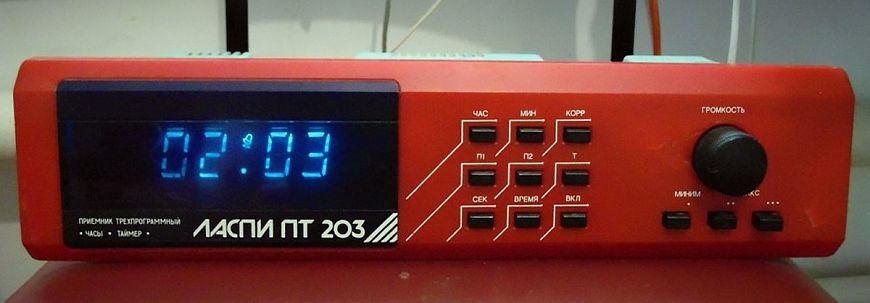 02:03
ПРИЕМНИК ТРЕХПРОГРАММНЫЙ
• ЧАСЫ • ТАЙМЕР •
ЛАСПИ ПТ 203
ЧАС МИН КОРР
П1 П2 Т
СЕК ВРЕМЯ ВКЛ
ГРОМКОСТЬ
МИНИМ